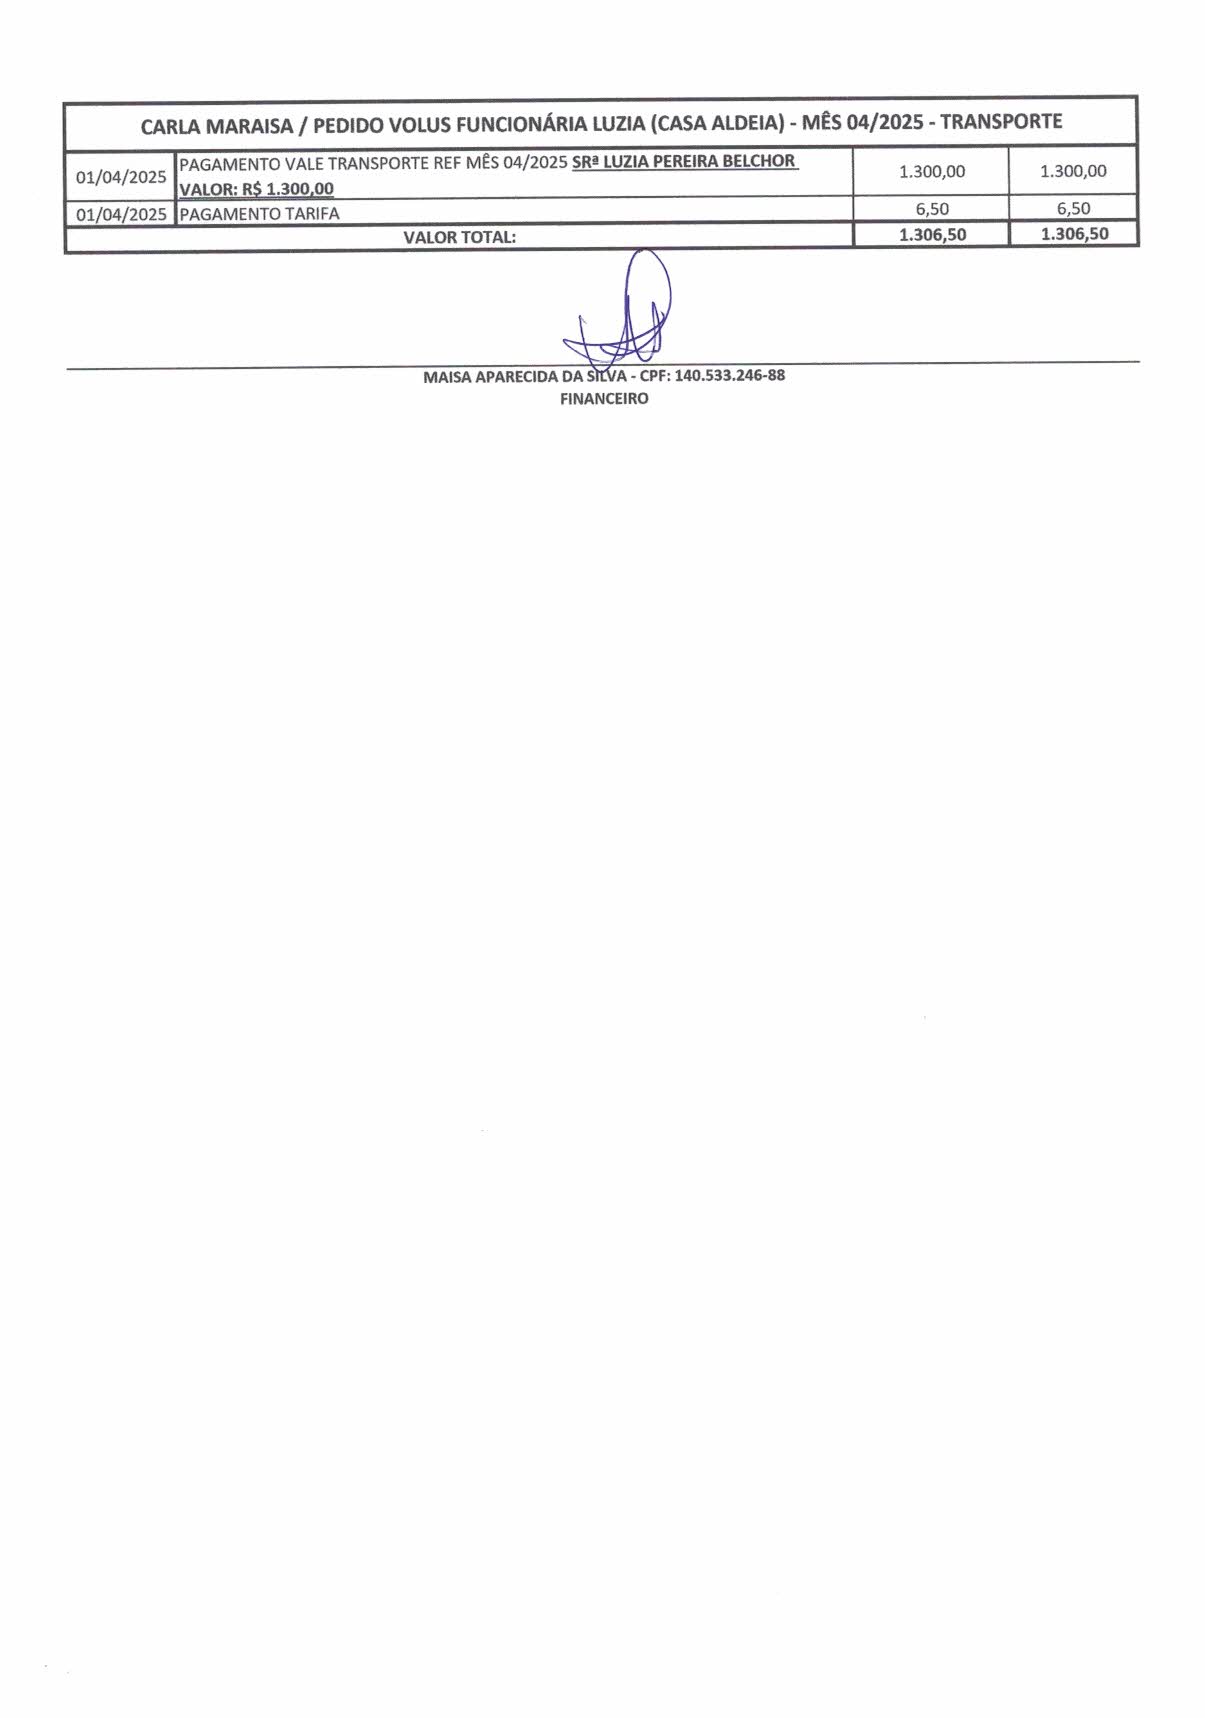 CARLA MARAISA / PEDIDO VOLUS FUNCIONÁRIA LUZIA (CASA ALDEIA) - MÊS 04/2025 - TRANSPORTE
01/04/2025 PAGAMENTO VALE TRANSPORTE REF MÊS 04/2025 SRª LUZIA PEREIRA BELCHOR 1.300,00 1.300,00
VALOR: R$ 1.300,00
01/04/2025 PAGAMENTO TARIFA 6,50 6,50
VALOR TOTAL: 1.306,50 1.306,50
MAISA APARECIDA DA SILVA - CPF: 140.533.246-88
FINANCEIRO